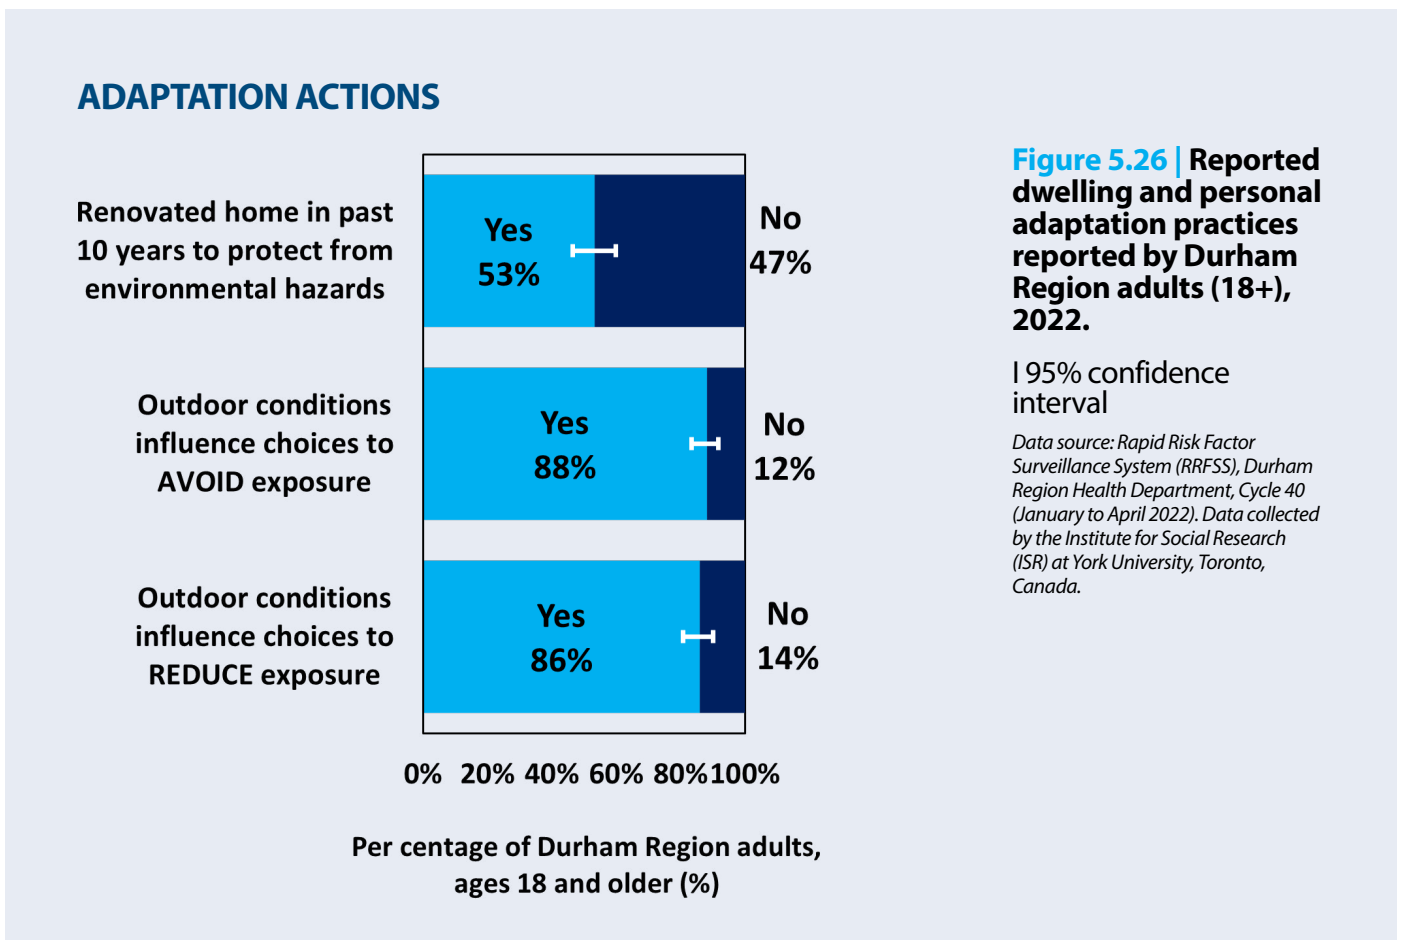 ADAPTATION ACTIONS
Renovated home in past
10 years to protect from
environmental hazards
Yes
53%
No
47%
Outdoor conditions
influence choices to
AVOID exposure
Yes
88%
No
12%
Outdoor conditions
influence choices to
REDUCE exposure
Yes
86%
No
14%
0% 20% 40% 60% 80% 100%
Per centage of Durham Region adults,
ages 18 and older (%)
Figure 5.26 | Reported
dwelling and personal
adaptation practices
reported by Durham
Region adults (18+),
2022.
I 95% confidence
interval
Data source: Rapid Risk Factor
Surveillance System (RRFSS), Durham
Region Health Department, Cycle 40
(January to April 2022). Data collected
by the Institute for Social Research
(ISR) at York University, Toronto,
Canada.